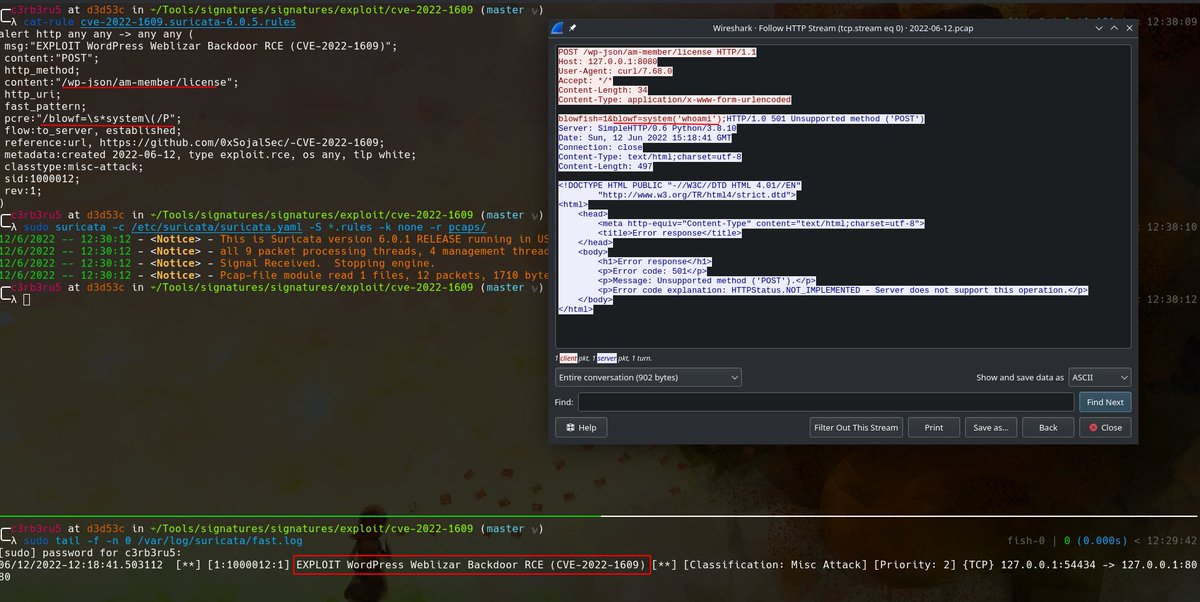 c3rb3ru5 at d3d53c in ~/Tools/signatures/signatures/exploit/cve-2022-1609 (master ∨)
λ cat-rule cve-2022-1609.suricata-6.0.5.rules
12:30:09
alert http any any -> any any (
msg:"EXPLOIT WordPress Weblizar Backdoor RCE (CVE-2022-1609)";
content:"POST";
http_method;
content:"/wp-json/am-member/license";
http_uri;
fast_pattern;
pcre:"/blowf=\s*system\(/P";
flow:to_server, established;
reference:url, https://github.com/0xSojalSec/-CVE-2022-1609;
metadata:created 2022-06-12, type exploit.rce, os any, tlp white;
classtype:misc-attack;
sid:1000012;
rev:1;
)
c3rb3ru5 at d3d53c in ~/Tools/signatures/signatures/exploit/cve-2022-1609 (master ∨)
λ sudo suricata -c /etc/suricata/suricata.yaml -S *.rules -k none -r pcaps/
12:30:10
12/6/2022 -- 12:30:12 - <Notice> - This is Suricata version 6.0.1 RELEASE running in US
12/6/2022 -- 12:30:12 - <Notice> - all 9 packet processing threads, 4 management thread
12/6/2022 -- 12:30:12 - <Notice> - Signal Received.  Stopping engine.
12/6/2022 -- 12:30:12 - <Notice> - Pcap-file module read 1 files, 12 packets, 1710 byte
c3rb3ru5 at d3d53c in ~/Tools/signatures/signatures/exploit/cve-2022-1609 (master ∨)
λ
12:30:12
Wireshark · Follow HTTP Stream (tcp.stream eq 0) · 2022-06-12.pcap
POST /wp-json/am-member/license HTTP/1.1
Host: 127.0.0.1:8080
User-Agent: curl/7.68.0
Accept: */*
Content-Length: 34
Content-Type: application/x-www-form-urlencoded
blowfish=1&blowf=system('whoami');HTTP/1.0 501 Unsupported method ('POST')
Server: SimpleHTTP/0.6 Python/3.8.10
Date: Sun, 12 Jun 2022 15:18:41 GMT
Connection: close
Content-Type: text/html;charset=utf-8
Content-Length: 497
<!DOCTYPE HTML PUBLIC "-//W3C//DTD HTML 4.01//EN"
"http://www.w3.org/TR/html4/strict.dtd">
<html>
<head>
<meta http-equiv="Content-Type" content="text/html;charset=utf-8">
<title>Error response</title>
</head>
<body>
<h1>Error response</h1>
<p>Error code: 501</p>
<p>Message: Unsupported method ('POST').</p>
<p>Error code explanation: HTTPStatus.NOT_IMPLEMENTED - Server does not support this operation.</p>
</body>
</html>
1 client pkt, 1 server pkt, 1 turn.
Entire conversation (902 bytes)
Show and save data as ASCII
Find:
Find Next
Help
Filter Out This Stream
Print
Save as...
Back
Close
c3rb3ru5 at d3d53c in ~/Tools/signatures/signatures/exploit/cve-2022-1609 (master ∨)
λ sudo tail -f -n 0 /var/log/suricata/fast.log
fish-0 | 0 (0.000s) < 12:29:42
[sudo] password for c3rb3ru5:
06/12/2022-12:18:41.503112  [**] [1:1000012:1] EXPLOIT WordPress Weblizar Backdoor RCE (CVE-2022-1609) [**] [Classification: Misc Attack] [Priority: 2] {TCP} 127.0.0.1:54434 -> 127.0.0.1:80
80